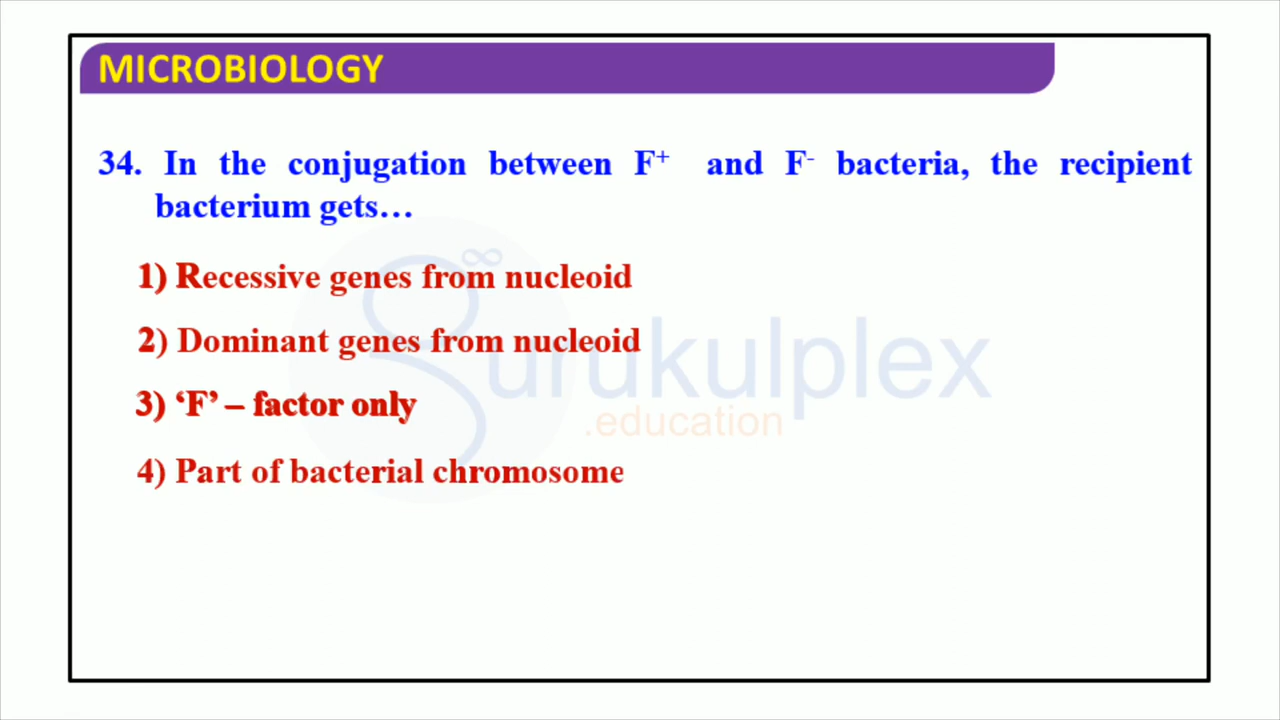 MICROBIOLOGY
34. In the conjugation between F⁺ and F⁻ bacteria, the recipient
bacterium gets...
1) Recessive genes from nucleoid
2) Dominant genes from nucleoid
3) ‘F’ – factor only
4) Part of bacterial chromosome
urukulplex
.education